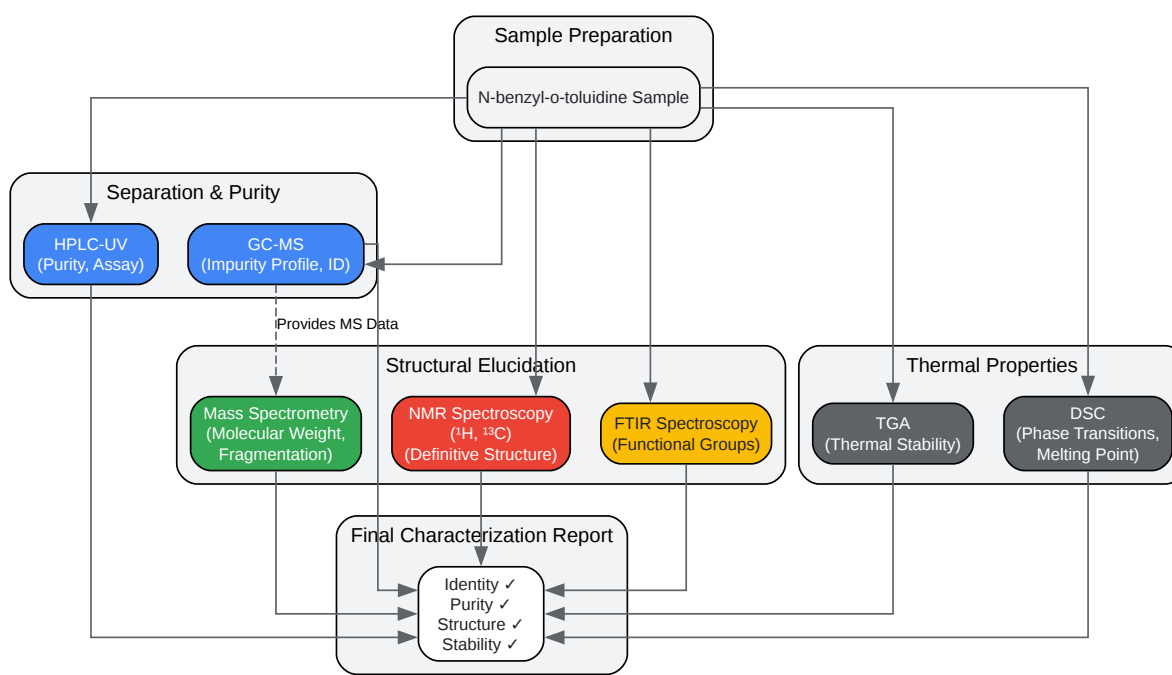 Sample Preparation
N-benzyl-o-toluidine Sample
Separation & Purity
HPLC-UV
(Purity, Assay)
GC-MS
(Impurity Profile, ID)
Provides MS Data
Structural Elucidation
Mass Spectrometry
(Molecular Weight,
Fragmentation)
NMR Spectroscopy
(¹H, ¹³C)
(Definitive Structure)
FTIR Spectroscopy
(Functional Groups)
Thermal Properties
TGA
(Thermal Stability)
DSC
(Phase Transitions,
Melting Point)
Final Characterization Report
Identity ✓
Purity ✓
Structure ✓
Stability ✓